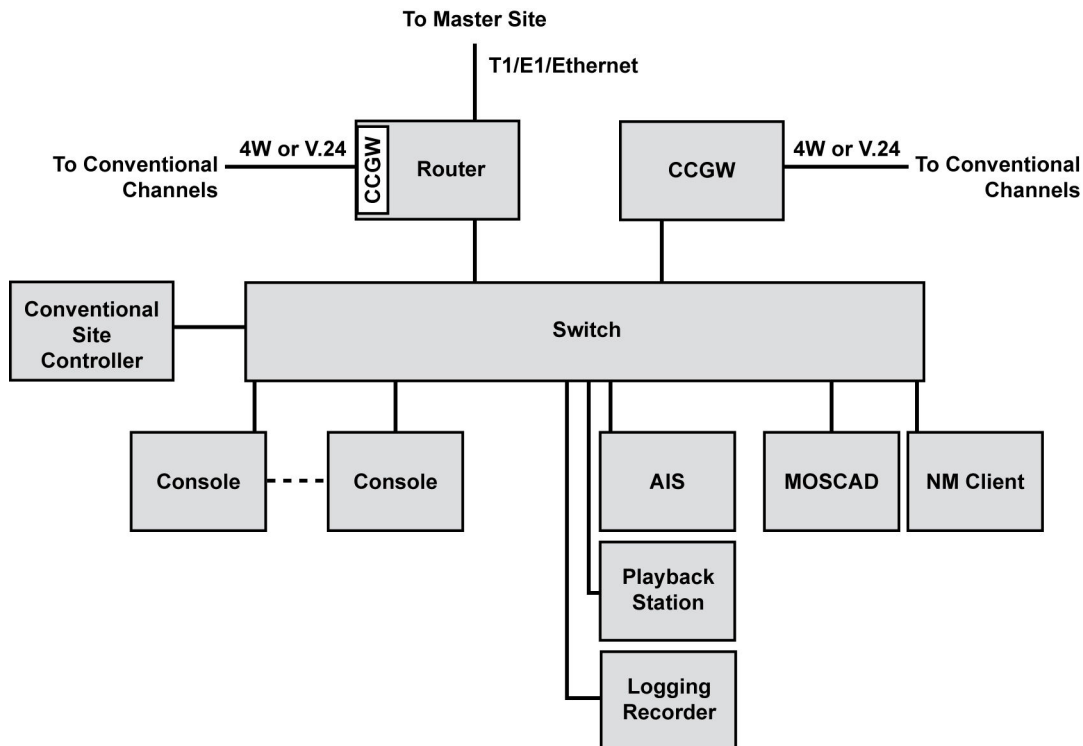 To Master Site
T1/E1/Ethernet
4W or V.24
To Conventional
Channels
CCGW
Router
CCGW
4W or V.24
To Conventional
Channels
Conventional
Site
Controller
Switch
Console
Console
AIS
MOSCAD
NM Client
Playback
Station
Logging
Recorder